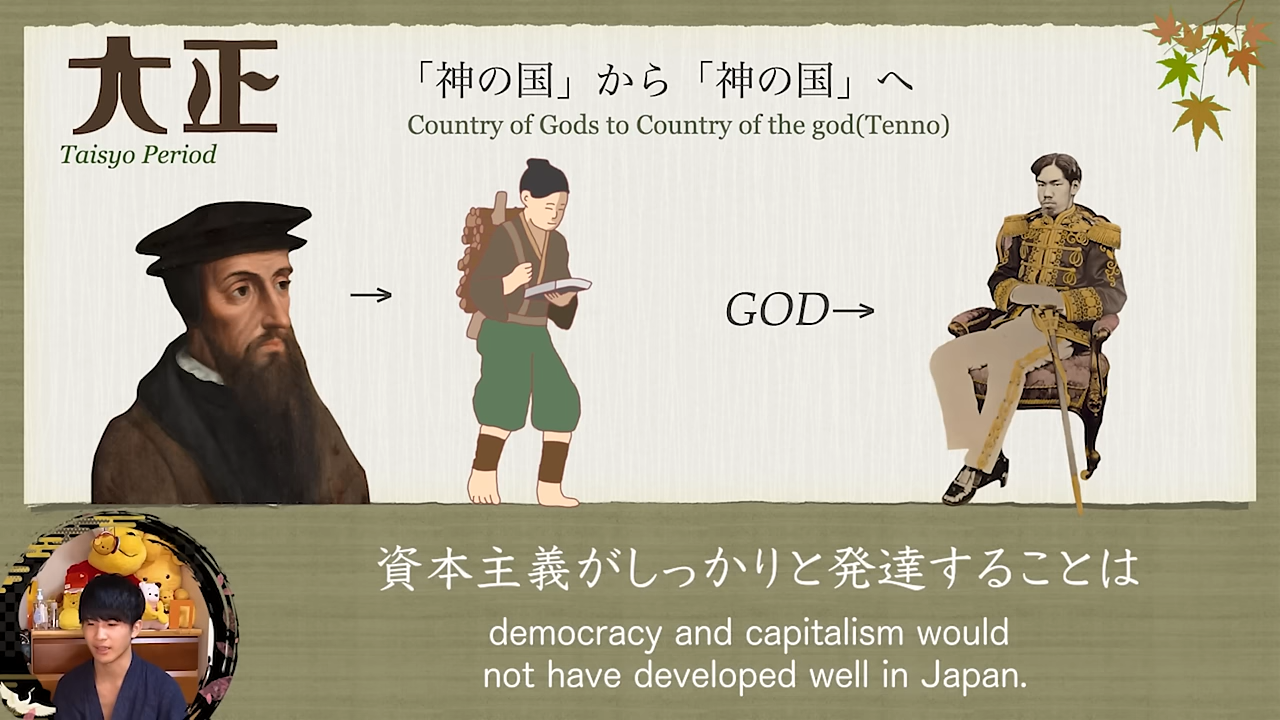 大正
Taisyo Period
「神の国」から「神の国」へ
Country of Gods to Country of the god(Tenno)
→
GOD→
資本主義がしっかりと発達することは
democracy and capitalism would
not have developed well in Japan.